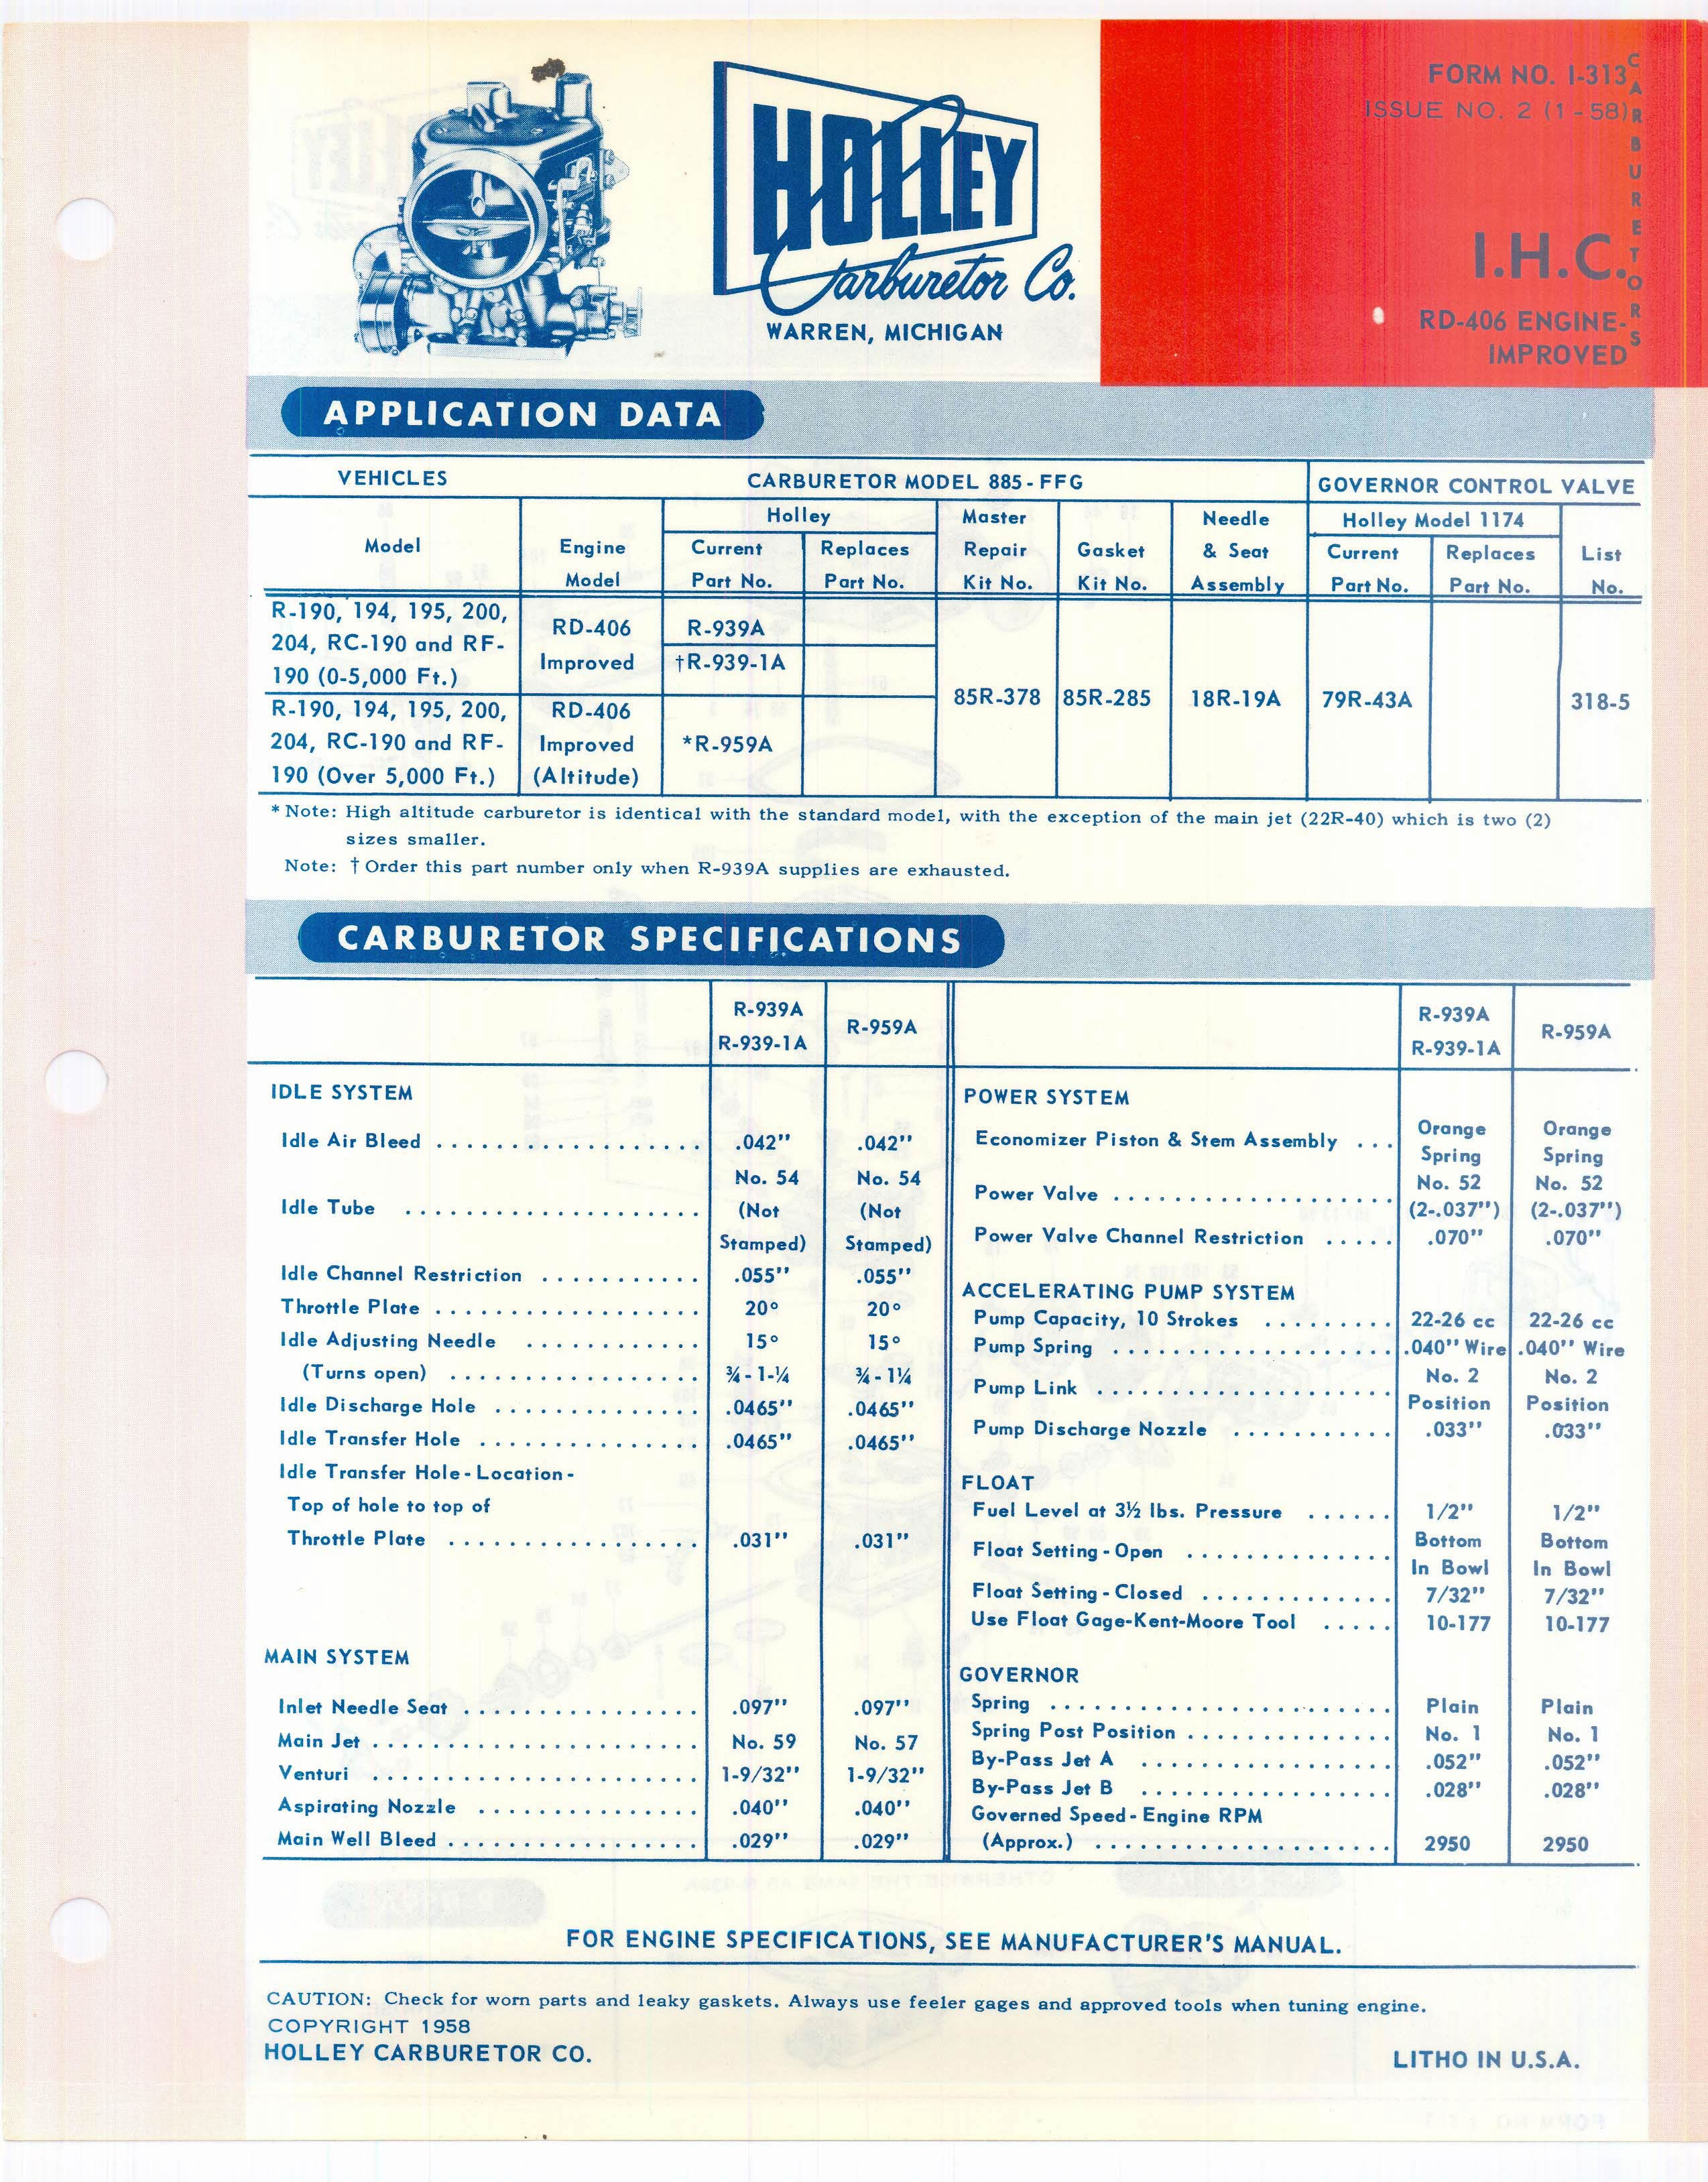 HOLLEY
Carburetor Co.
WARREN, MICHIGAN
FORM NO. I-313
ISSUE NO. 2 (1-58)
CARBURETORS
I.H.C.
RD-406 ENGINE-
IMPROVED
APPLICATION DATA
VEHICLES CARBURETOR MODEL 885-FFG GOVERNOR CONTROL VALVE
Holley Master Needle Holley Model 1174
Model Engine Current Replaces Repair Gasket & Seat Current Replaces List
Model Part No. Part No. Kit No. Kit No. Assembly Part No. Part No. No.
R-190, 194, 195, 200,
204, RC-190 and RF-
190 (0-5,000 Ft.)
RD-406
Improved
R-939A
†R-939-1A
R-190, 194, 195, 200,
204, RC-190 and RF-
190 (Over 5,000 Ft.)
RD-406
Improved
(Altitude)
*R-959A
85R-378 85R-285 18R-19A 79R-43A 318-5
* Note: High altitude carburetor is identical with the standard model, with the exception of the main jet (22R-40) which is two (2)
sizes smaller.
Note: † Order this part number only when R-939A supplies are exhausted.
CARBURETOR SPECIFICATIONS
R-939A
R-939-1A
R-959A
IDLE SYSTEM
Idle Air Bleed .................. .042" .042"
No. 54 No. 54
Idle Tube .................... (Not (Not
Stamped) Stamped)
Idle Channel Restriction ........... .055" .055"
Throttle Plate .................. 20° 20°
Idle Adjusting Needle ............ 15° 15°
(Turns open) ................. ¾-1-¼ ¾-1¼
Idle Discharge Hole .............. .0465" .0465"
Idle Transfer Hole ............... .0465" .0465"
Idle Transfer Hole-Location-
Top of hole to top of
Throttle Plate ................. .031" .031"
MAIN SYSTEM
Inlet Needle Seat ................ .097" .097"
Main Jet ...................... No. 59 No. 57
Venturi ...................... 1-9/32" 1-9/32"
Aspirating Nozzle ............... .040" .040"
Main Well Bleed ................. .029" .029"
R-939A
R-939-1A
R-959A
POWER SYSTEM
Economizer Piston & Stem Assembly ... Orange Orange
Spring Spring
Power Valve ................... No. 52 No. 52
(2-.037") (2-.037")
Power Valve Channel Restriction ..... .070" .070"
ACCELERATING PUMP SYSTEM
Pump Capacity, 10 Strokes ......... 22-26 cc 22-26 cc
Pump Spring ................... .040" Wire .040" Wire
Pump Link .................... No. 2 No. 2
Position Position
Pump Discharge Nozzle ........... .033" .033"
FLOAT
Fuel Level at 3½ lbs. Pressure ...... 1/2" 1/2"
Float Setting-Open .............. Bottom Bottom
In Bowl In Bowl
Float Setting-Closed ............. 7/32" 7/32"
Use Float Gage-Kent-Moore Tool ..... 10-177 10-177
GOVERNOR
Spring ....................... Plain Plain
Spring Post Position .............. No. 1 No. 1
By-Pass Jet A ................. .052" .052"
By-Pass Jet B ................. .028" .028"
Governed Speed-Engine RPM
(Approx.) .................... 2950 2950
FOR ENGINE SPECIFICATIONS, SEE MANUFACTURER'S MANUAL.
CAUTION: Check for worn parts and leaky gaskets. Always use feeler gages and approved tools when tuning engine.
COPYRIGHT 1958
HOLLEY CARBURETOR CO.
LITHO IN U.S.A.